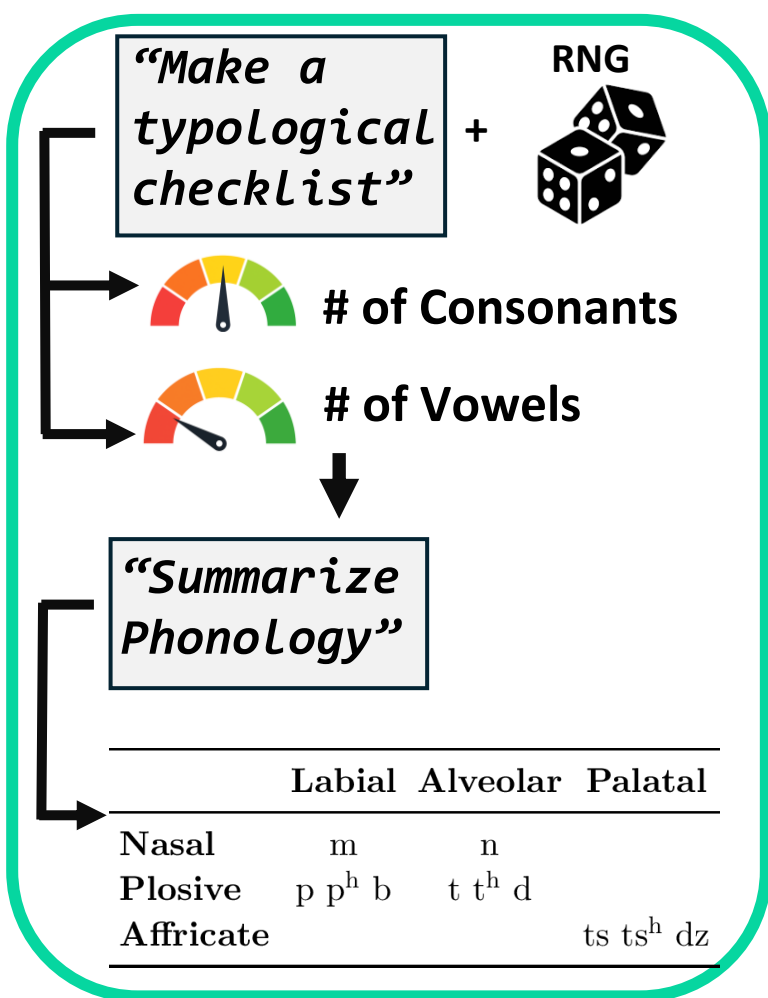 “Make a
typological
checklist”
+
RNG
# of Consonants
# of Vowels
“Summarize
Phonology”
Labial Alveolar Palatal
Nasal m n
Plosive p pʰ b t tʰ d
Affricate ts tsʰ dz